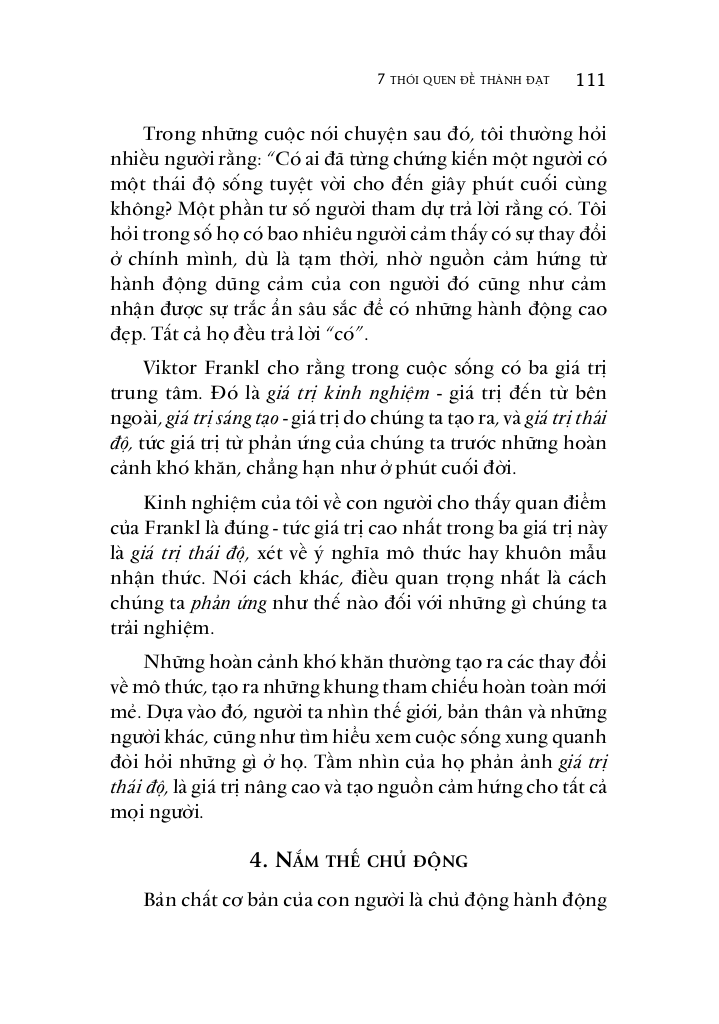 7 THÓI QUEN ĐỂ THÀNH ĐẠT 111
Trong những cuộc nói chuyện sau đó, tôi thường hỏi
nhiều người rằng: “Có ai đã từng chứng kiến một người có
một thái độ sống tuyệt vời cho đến giây phút cuối cùng
không? Một phần tư số người tham dự trả lời rằng có. Tôi
hỏi trong số họ có bao nhiêu người cảm thấy có sự thay đổi
ở chính mình, dù là tạm thời, nhờ nguồn cảm hứng từ
hành động dũng cảm của con người đó cũng như cảm
nhận được sự trắc ẩn sâu sắc để có những hành động cao
đẹp. Tất cả họ đều trả lời “có”.
Viktor Frankl cho rằng trong cuộc sống có ba giá trị
trung tâm. Đó là giá trị kinh nghiệm - giá trị đến từ bên
ngoài, giá trị sáng tạo - giá trị do chúng ta tạo ra, và giá trị thái
độ, tức giá trị từ phản ứng của chúng ta trước những hoàn
cảnh khó khăn, chẳng hạn như ở phút cuối đời.
Kinh nghiệm của tôi về con người cho thấy quan điểm
của Frankl là đúng - tức giá trị cao nhất trong ba giá trị này
là giá trị thái độ, xét về ý nghĩa mô thức hay khuôn mẫu
nhận thức. Nói cách khác, điều quan trọng nhất là cách
chúng ta phản ứng như thế nào đối với những gì chúng ta
trải nghiệm.
Những hoàn cảnh khó khăn thường tạo ra các thay đổi
về mô thức, tạo ra những khung tham chiếu hoàn toàn mới
mẻ. Dựa vào đó, người ta nhìn thế giới, bản thân và những
người khác, cũng như tìm hiểu xem cuộc sống xung quanh
đòi hỏi những gì ở họ. Tầm nhìn của họ phản ảnh giá trị
thái độ, là giá trị nâng cao và tạo nguồn cảm hứng cho tất cả
mọi người.
4. NẮM THẾ CHỦ ĐỘNG
Bản chất cơ bản của con người là chủ động hành động